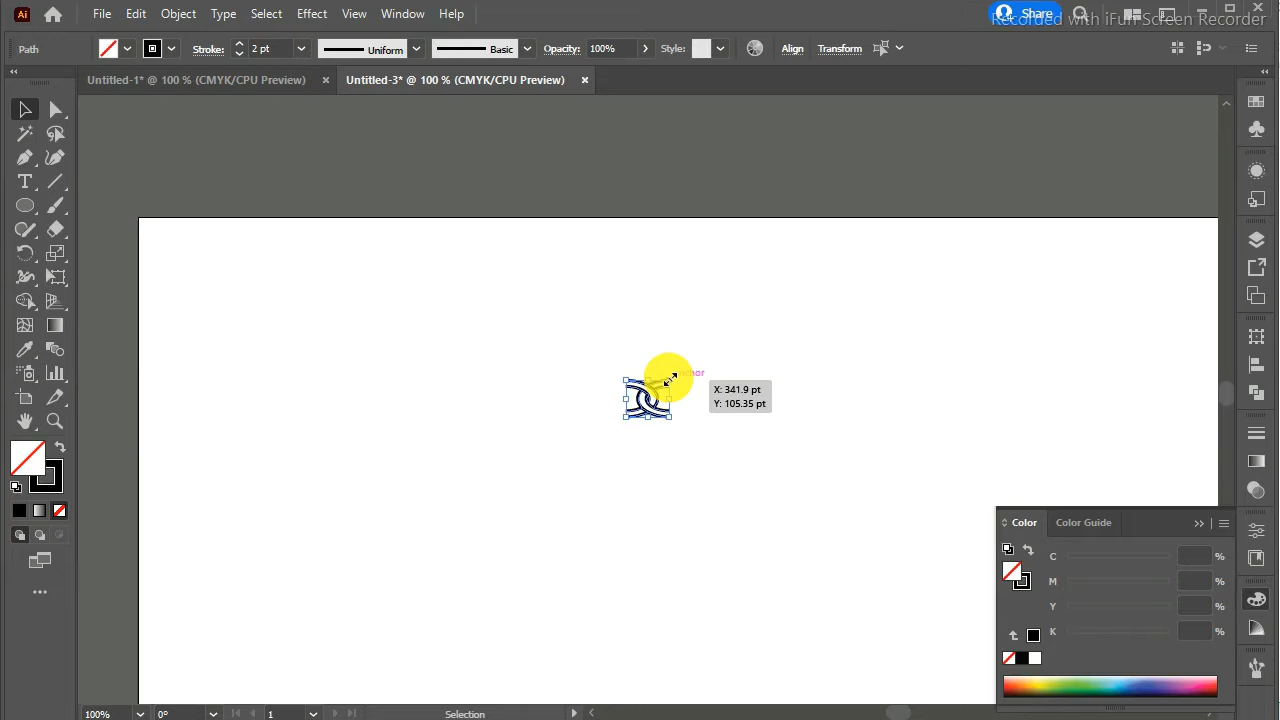 Ai File Edit Object Type Select Effect View Window Help Share
Recorded with iFun Screen Recorder
Path Stroke: 2 pt Uniform Basic Opacity: 100% Style: Align Transform
Untitled-1* @ 100 % (CMYK/CPU Preview) × Untitled-3* @ 100 % (CMYK/CPU Preview) ×
X: 341.9 pt
Y: 105.35 pt
Color Color Guide
C %
M %
Y %
K %
100% 0° 1 Selection